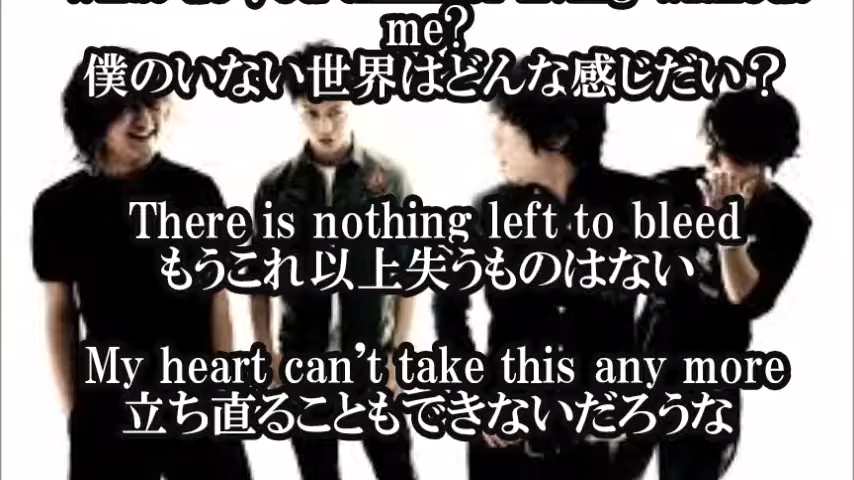 me?
僕のいない世界はどんな感じだい？
There is nothing left to bleed
もうこれ以上失うものはない
My heart can't take this any more
立ち直ることもできないだろうな